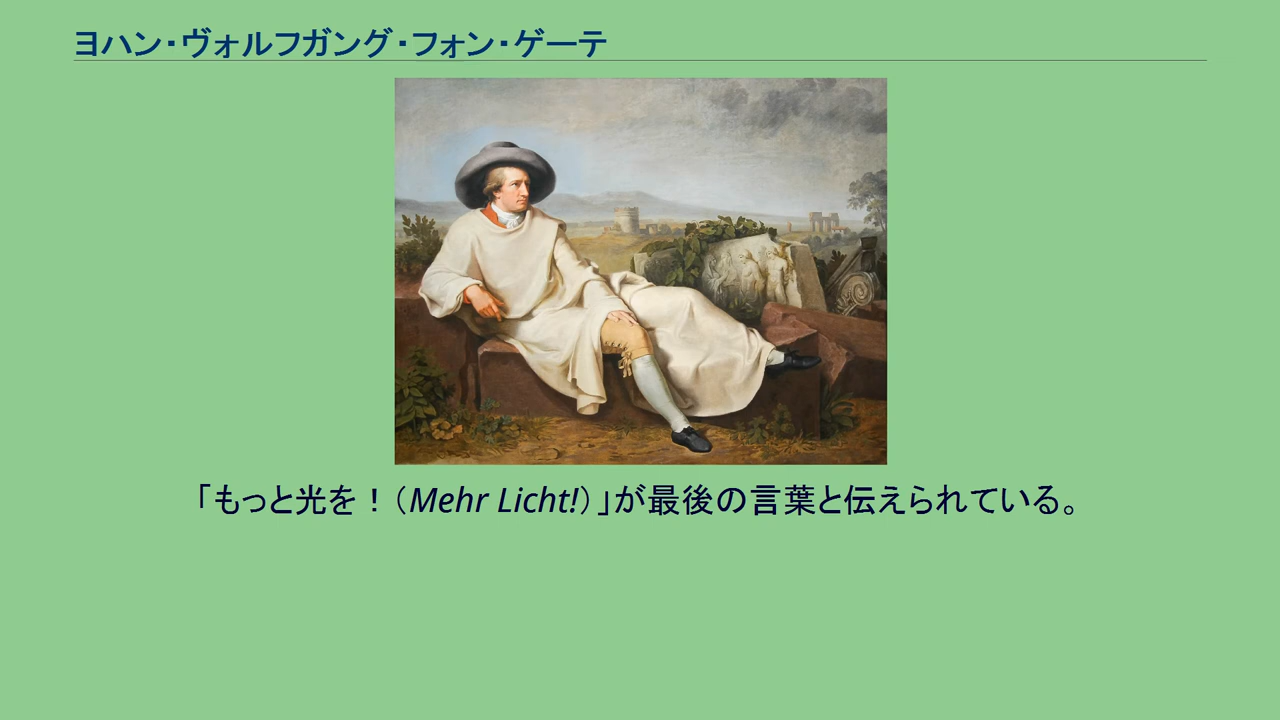 ヨハン・ヴォルフガング・フォン・ゲーテ
「もっと光を！（Mehr Licht!）」が最後の言葉と伝えられている。